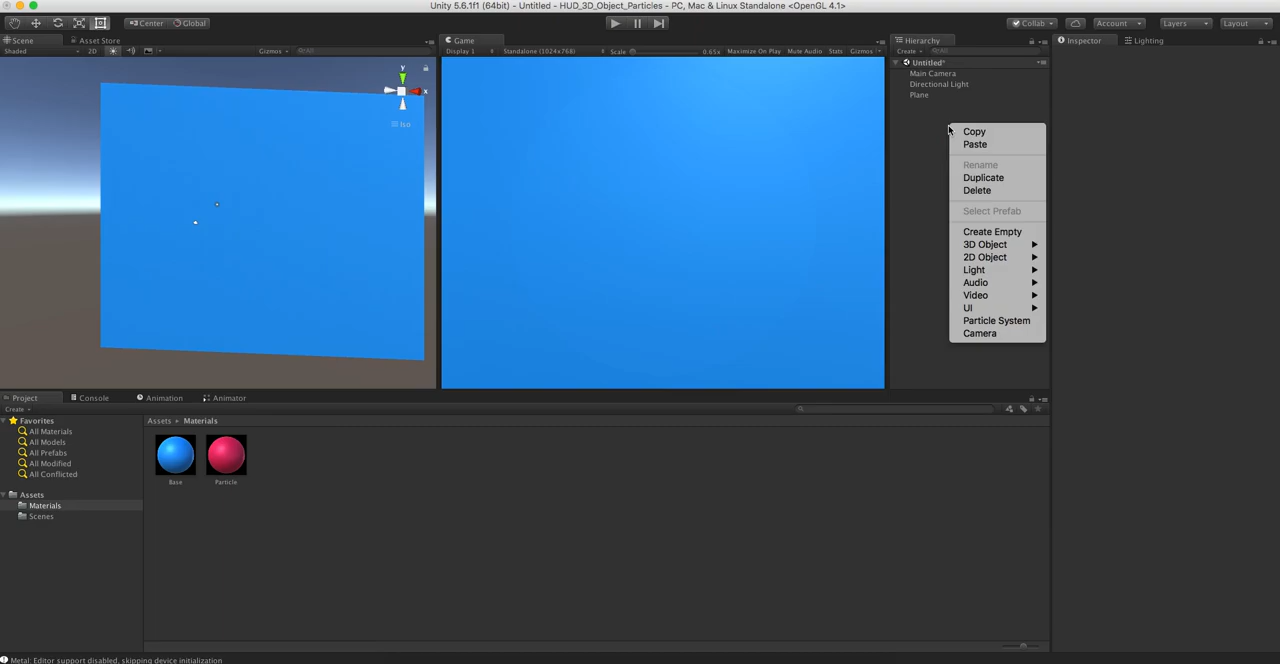 Unity 5.6.1f1 (64bit) - Untitled - HUD_3D_Object_Particles - PC, Mac & Linux Standalone <OpenGL 4.1>
Center Global Collab Account Layers Layout
Scene Asset Store Game Hierarchy Inspector Lighting
Shaded 2D Gizmos All Display 1 Standalone (1024x768) Scale 0.65x Maximize On Play Mute Audio Stats Gizmos Create All
Untitled*
Main Camera
Directional Light
Plane
y
x
Iso
Copy
Paste
Rename
Duplicate
Delete
Select Prefab
Create Empty
3D Object
2D Object
Light
Audio
Video
UI
Particle System
Camera
Project Console Animation Animator
Create
Favorites
All Materials
All Models
All Prefabs
All Modified
All Conflicted
Assets
Materials
Scenes
Assets Materials
Base Particle
Metal: Editor support disabled, skipping device initialization